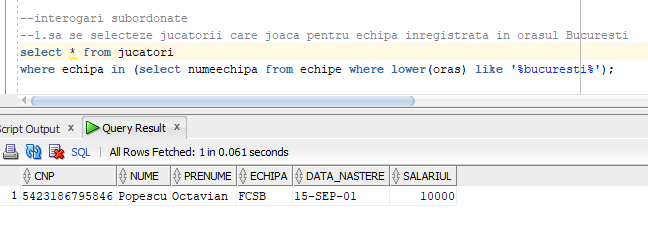 --interogari subordonate
--1.sa se selecteze jucatorii care joaca pentru echipa inregistrata in orasul Bucuresti
select * from jucatori
where echipa in (select numeechipa from echipe where lower(oras) like '%bucuresti%');
Script Output x Query Result x
SQL | All Rows Fetched: 1 in 0.061 seconds
CNP NUME PRENUME ECHIPA DATA_NASTERE SALARIUL
1 5423186795846 Popescu Octavian FCSB 15-SEP-01 10000